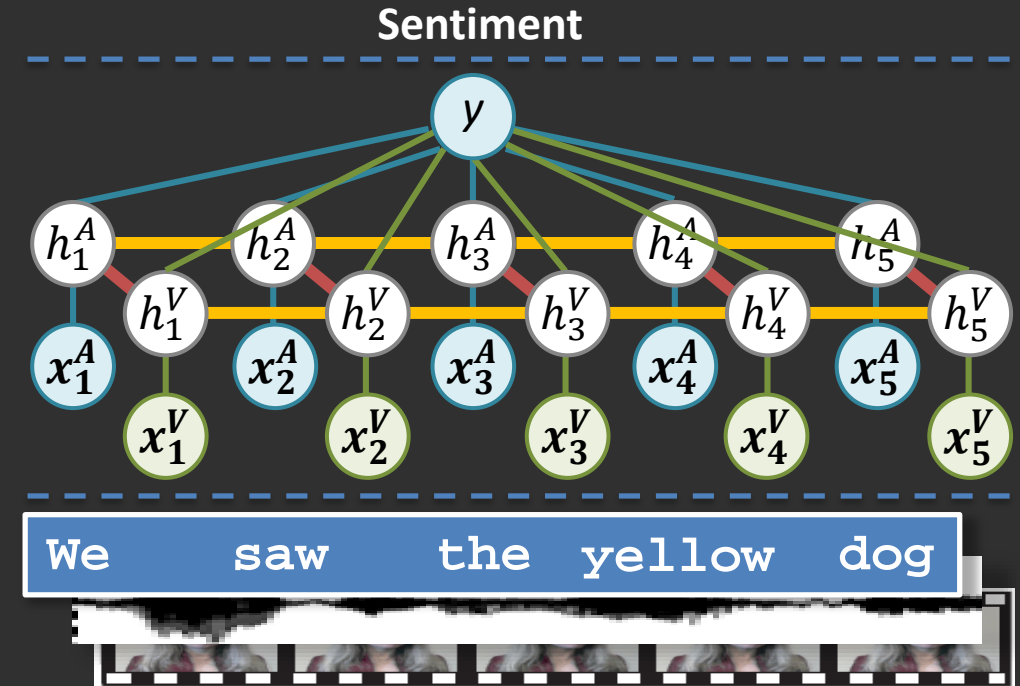 Sentiment
y
h₁ᴬ h₂ᴬ h₃ᴬ h₄ᴬ h₅ᴬ
h₁ⱽ h₂ⱽ h₃ⱽ h₄ⱽ h₅ⱽ
x₁ᴬ x₂ᴬ x₃ᴬ x₄ᴬ x₅ᴬ
x₁ⱽ x₂ⱽ x₃ⱽ x₄ⱽ x₅ⱽ
We saw the yellow dog